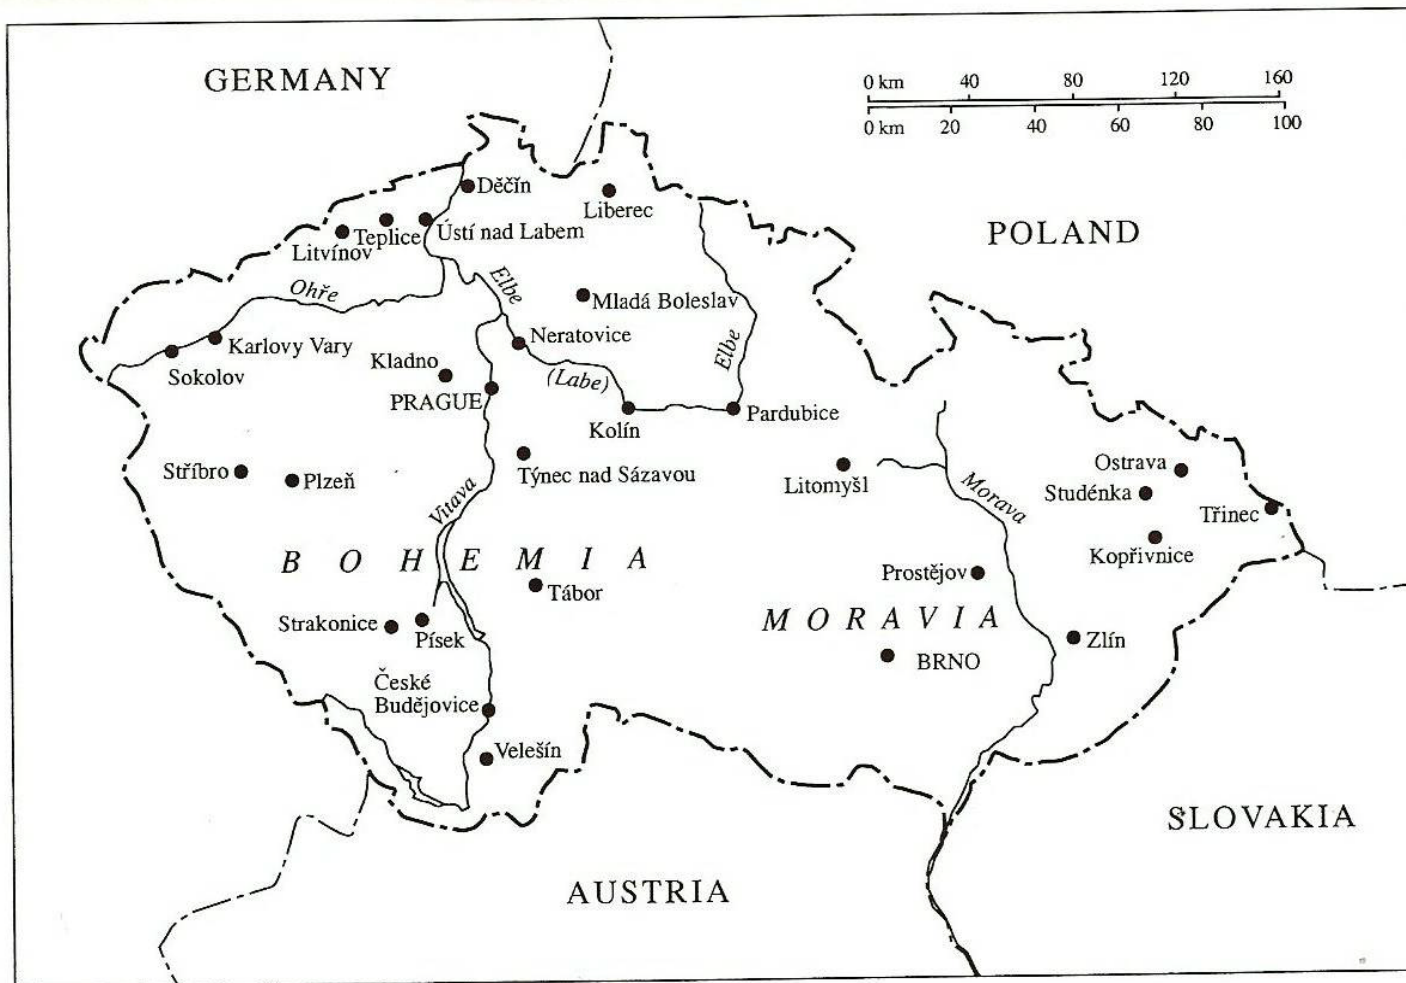 GERMANY
0 km 40 80 120 160
0 km 20 40 60 80 100
Děčín
Liberec
Teplice
Ústí nad Labem
Litvínov
POLAND
Ohře
Elbe
Mladá Boleslav
Neratovice
Elbe
Karlovy Vary
Sokolov
Kladno
(Labe)
PRAGUE
Pardubice
Kolín
Stříbro
Plzeň
Týnec nad Sázavou
Litomyšl
Ostrava
Studénka
Vltava
Morava
Třinec
Kopřivnice
BOHEMIA
Prostějov
Tábor
MORAVIA
Strakonice
Písek
Zlín
BRNO
České
Budějovice
Velešín
SLOVAKIA
AUSTRIA